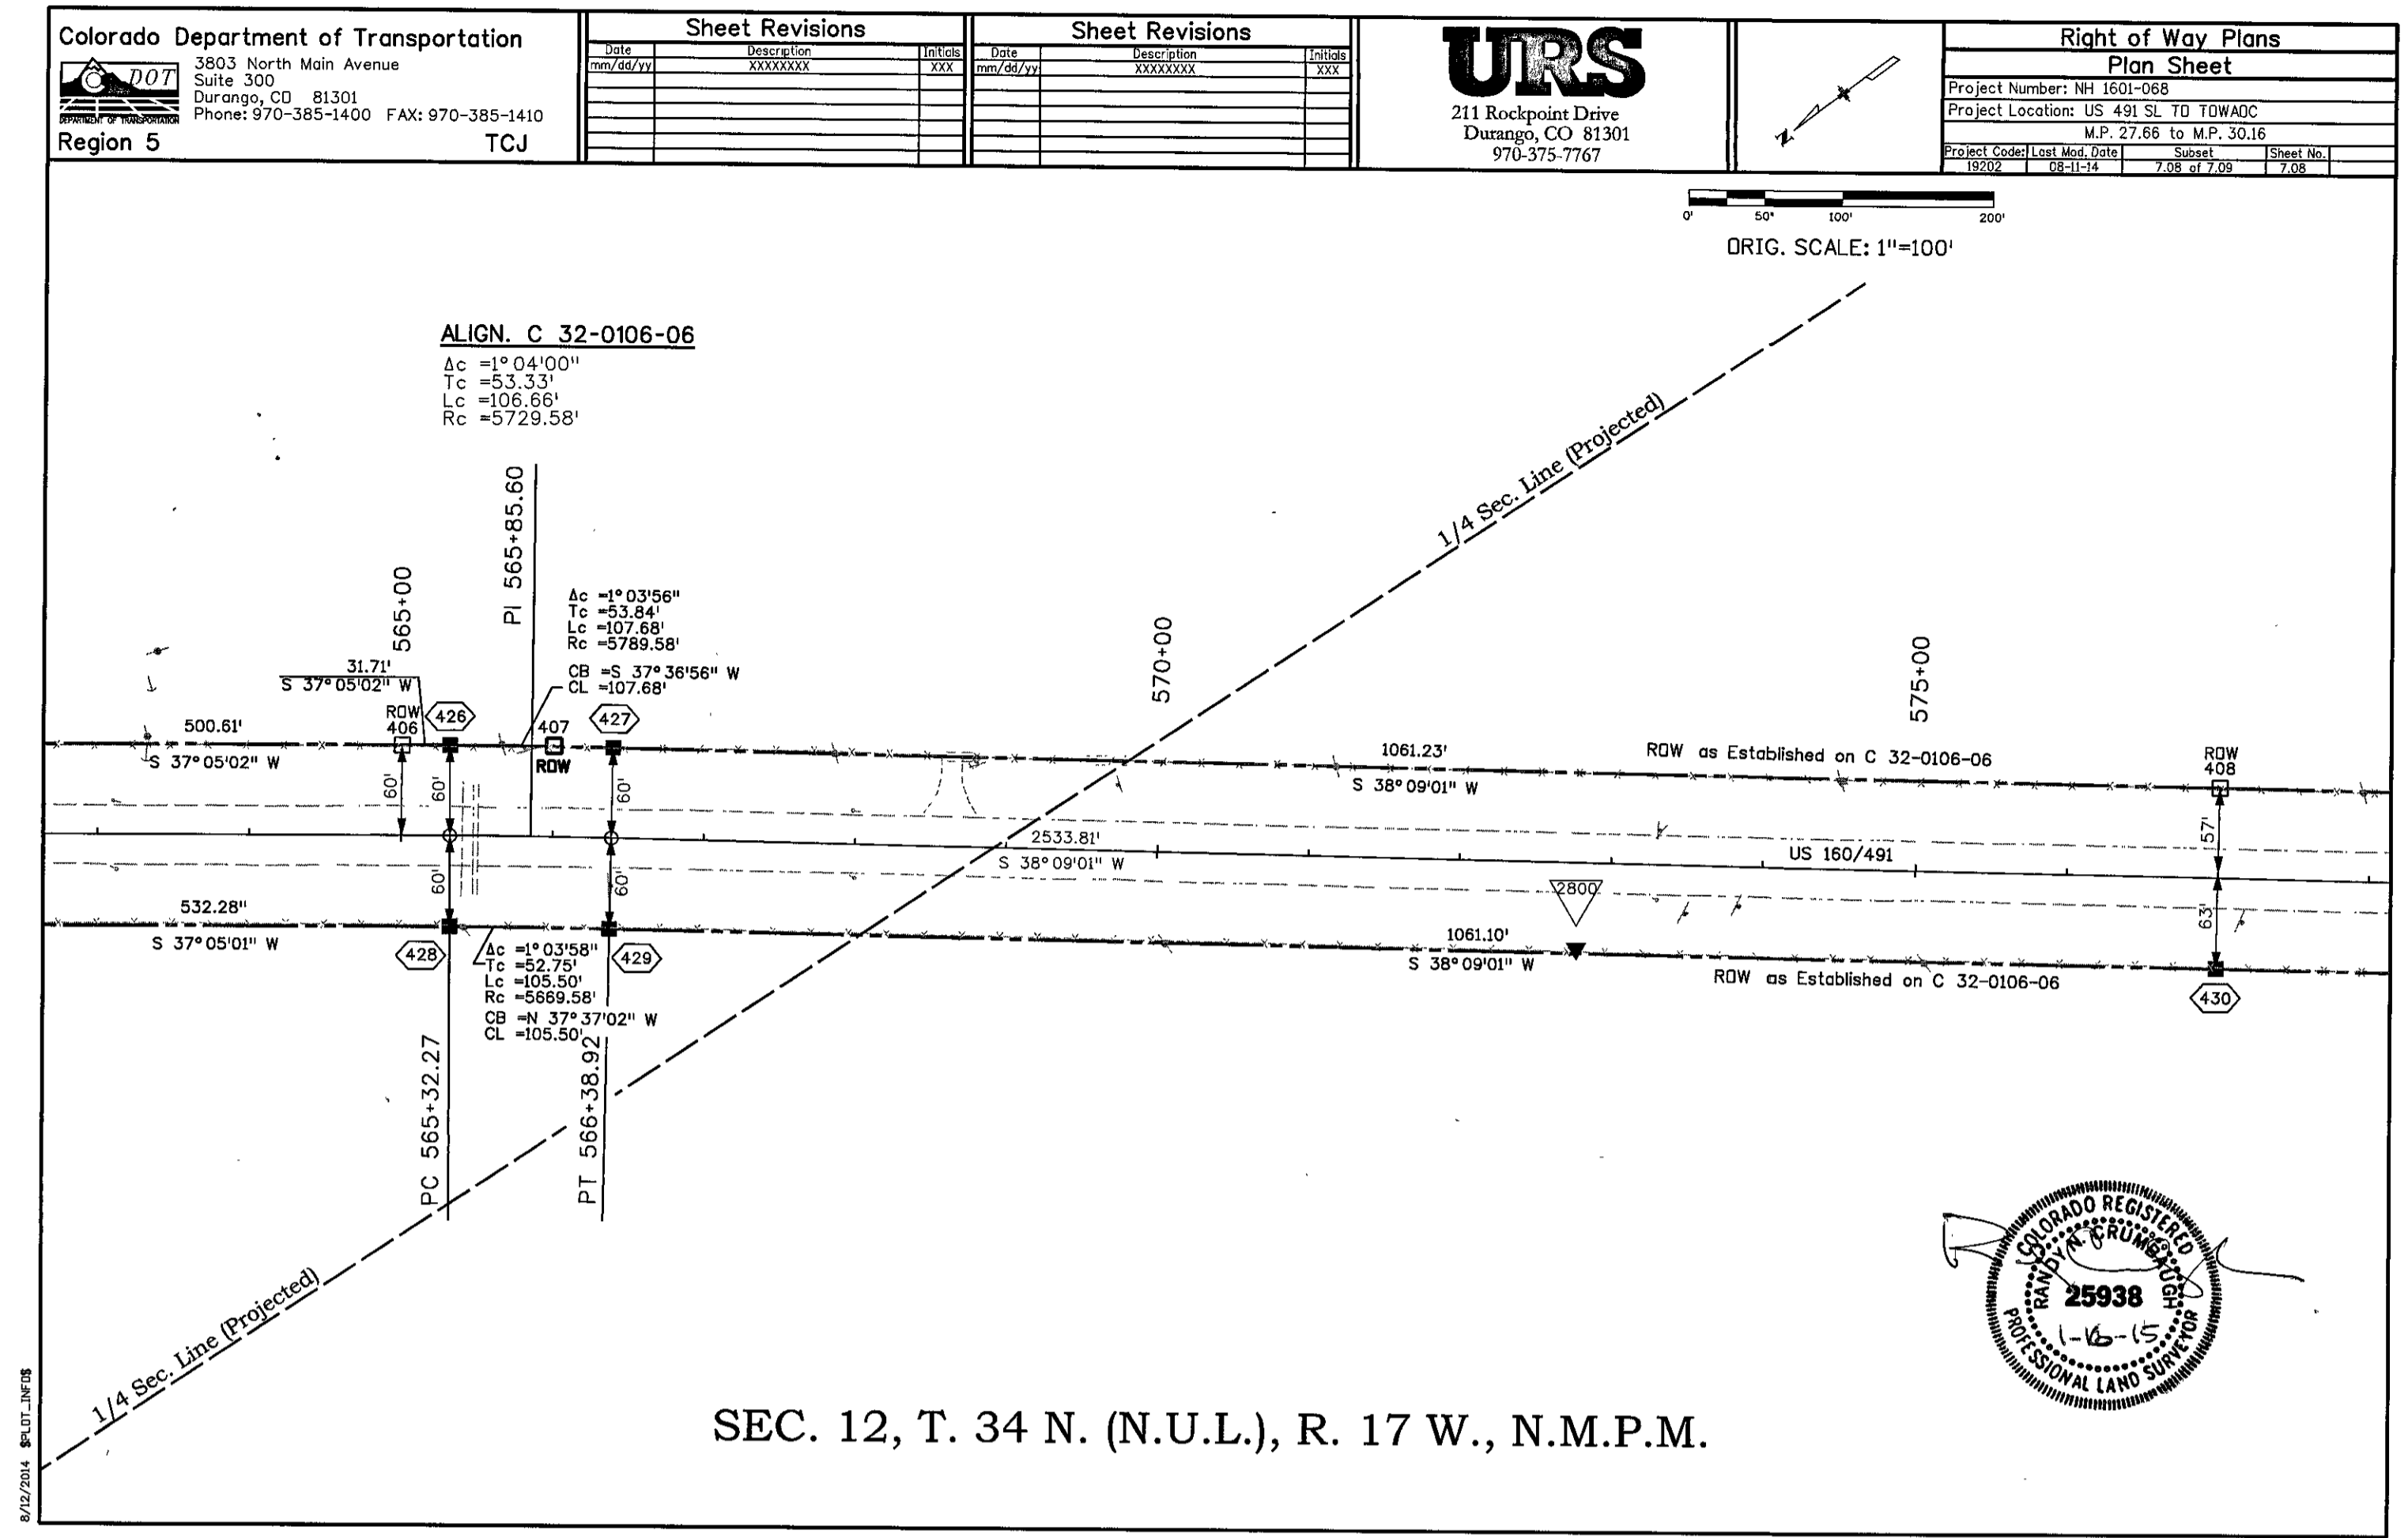 Colorado Department of Transportation
DOT
DEPARTMENT OF TRANSPORTATION
3803 North Main Avenue
Suite 300
Durango, CO 81301
Phone: 970-385-1400 FAX: 970-385-1410
Region 5 TCJ
Sheet Revisions
Date Description Initials
mm/dd/yy XXXXXXXX XXX
Sheet Revisions
Date Description Initials
mm/dd/yy XXXXXXXX XXX
URS
211 Rockpoint Drive
Durango, CO 81301
970-375-7767
N
Right of Way Plans
Plan Sheet
Project Number: NH 1601-068
Project Location: US 491 SL TO TOWAOC
M.P. 27.66 to M.P. 30.16
Project Code: Last Mod. Date Subset Sheet No.
19202 08-11-14 7.08 of 7.09 7.08
0' 50' 100' 200'
ORIG. SCALE: 1"=100'
ALIGN. C 32-0106-06
Δc =1° 04'00"
Tc =53.33'
Lc =106.66'
Rc =5729.58'
1/4 Sec. Line (Projected)
PI 565+85.60
565+00
Δc =1° 03'56"
Tc =53.84'
Lc =107.68'
Rc =5789.58'
CB =S 37° 36'56" W
CL =107.68'
570+00
575+00
31.71'
S 37° 05'02" W
500.61'
S 37° 05'02" W
ROW
406
426
407
ROW
427
1061.23'
S 38° 09'01" W
ROW as Established on C 32-0106-06
ROW
408
60'
60'
60'
57'
2533.81'
S 38° 09'01" W
US 160/491
60'
60'
63'
2800
532.28"
S 37° 05'01" W
428
Δc =1° 03'58"
Tc =52.75'
Lc =105.50'
Rc =5669.58'
CB =N 37° 37'02" W
CL =105.50'
429
1061.10'
S 38° 09'01" W
ROW as Established on C 32-0106-06
430
PC 565+32.27
PT 566+38.92
1/4 Sec. Line (Projected)
COLORADO REGISTERED
RANDY N. CRUMBAUGH
25938
PROFESSIONAL LAND SURVEYOR
SEC. 12, T. 34 N. (N.U.L.), R. 17 W., N.M.P.M.
8/12/2014 $PLOT_INFO$